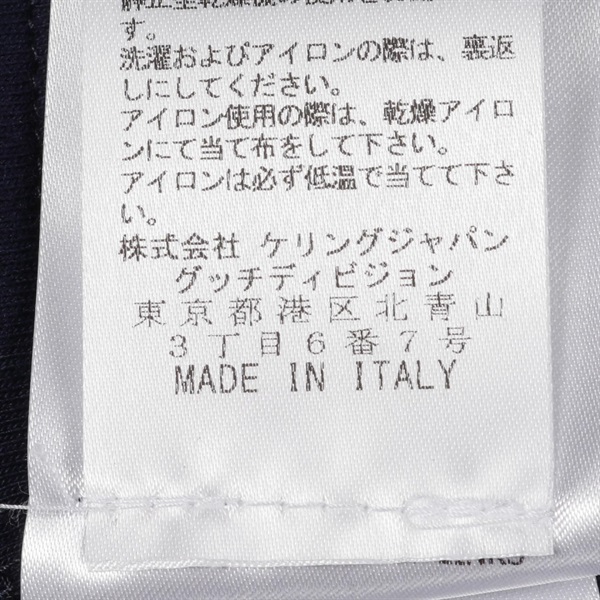 す。
洗濯およびアイロンの際は、裏返
しにしてください。
アイロン使用の際は、乾燥アイロ
ンにて当て布をして下さい。
アイロンは必ず低温で当てて下さ
い。
株式会社 ケリングジャパン
グッチディビジョン
東京都港区北青山
3丁目6番7号
MADE IN ITALY